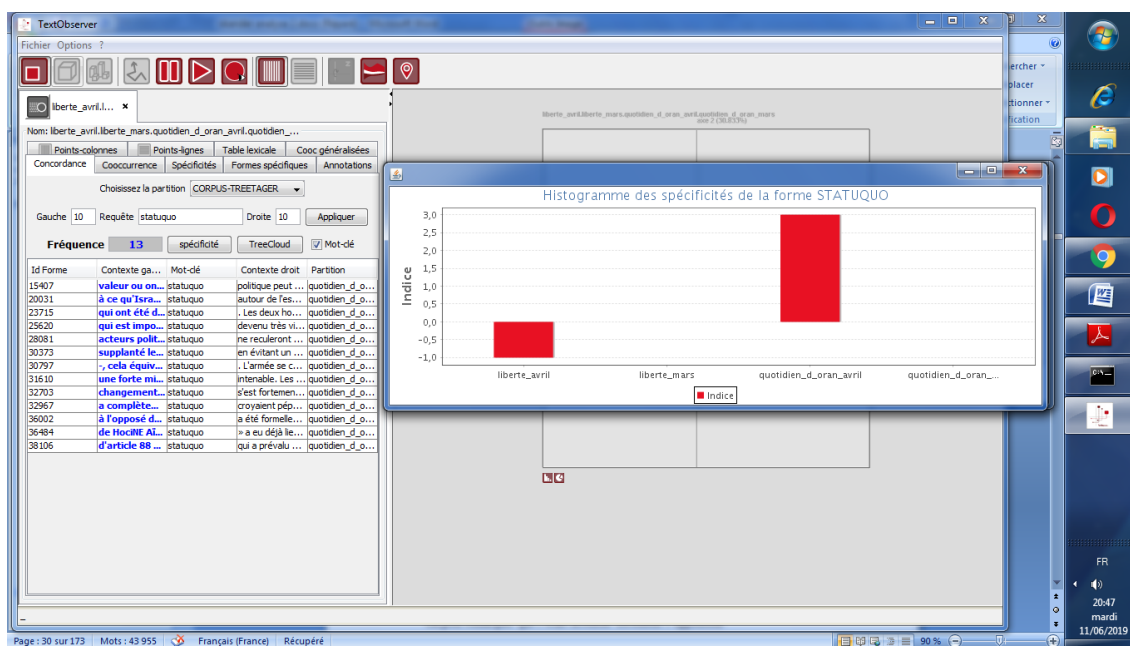 TextObserver
Fichier Options ?
liberte_avril.l... ×
Nom: liberte_avril.liberte_mars.quotidien_d_oran_avril.quotidien_...
Points-colonnes Points-lignes Table lexicale Cooc généralisées
Concordance Cooccurrence Spécificités Formes spécifiques Annotations
Choisissez la partition CORPUS-TREETAGER
Gauche 10 Requête statuquo Droite 10 Appliquer
Fréquence 13 spécificité TreeCloud Mot-clé
Id Forme Contexte ga... Mot-clé Contexte droit Partition
15407 valeur ou on... statuquo politique peut ... quotidien_d_o...
20031 à ce qu'Isra... statuquo autour de l'es... quotidien_d_o...
23715 qui ont été d... statuquo . Les deux ho... quotidien_d_o...
25620 qui est impo... statuquo devenu très vi... quotidien_d_o...
28081 acteurs polit... statuquo ne reculeront ... quotidien_d_o...
30373 supplanté le... statuquo en évitant un ... quotidien_d_o...
30797 -, cela équiv... statuquo . L'armée se c... quotidien_d_o...
31610 une forte mi... statuquo intenable. Les ... quotidien_d_o...
32703 changement... statuquo s'est fortemen... quotidien_d_o...
32967 a complète... statuquo croyaient pép... quotidien_d_o...
36002 à l'opposé d... statuquo a été formelle... quotidien_d_o...
36484 de HociNE Aï... statuquo » a eu déjà lie... quotidien_d_o...
38106 d'article 88 ... statuquo qui a prévalu ... quotidien_d_o...
liberte_avril.liberte_mars.quotidien_d_oran_avril.quotidien_d_oran_mars
Histogramme des spécificités de la forme STATUQUO
Indice
3,0
2,5
2,0
1,5
1,0
0,5
0,0
-0,5
-1,0
liberte_avril liberte_mars quotidien_d_oran_avril quotidien_d_oran_...
Indice
ercher
placer
ctionner
fication
FR
20:47
mardi
11/06/2019
Page : 30 sur 173 Mots : 43 955 Français (France) Récupéré 90 %